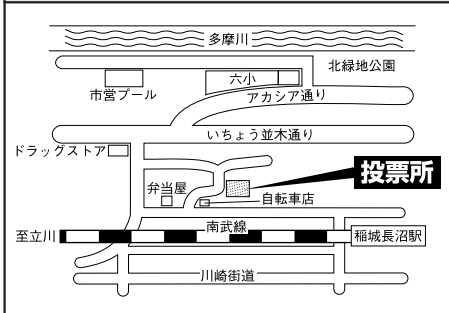 多摩川
北緑地公園
六小
市営プール
アカシア通り
いちょう並木通り
ドラッグストア
投票所
弁当屋
自転車店
南武線
至立川
稲城長沼駅
川崎街道